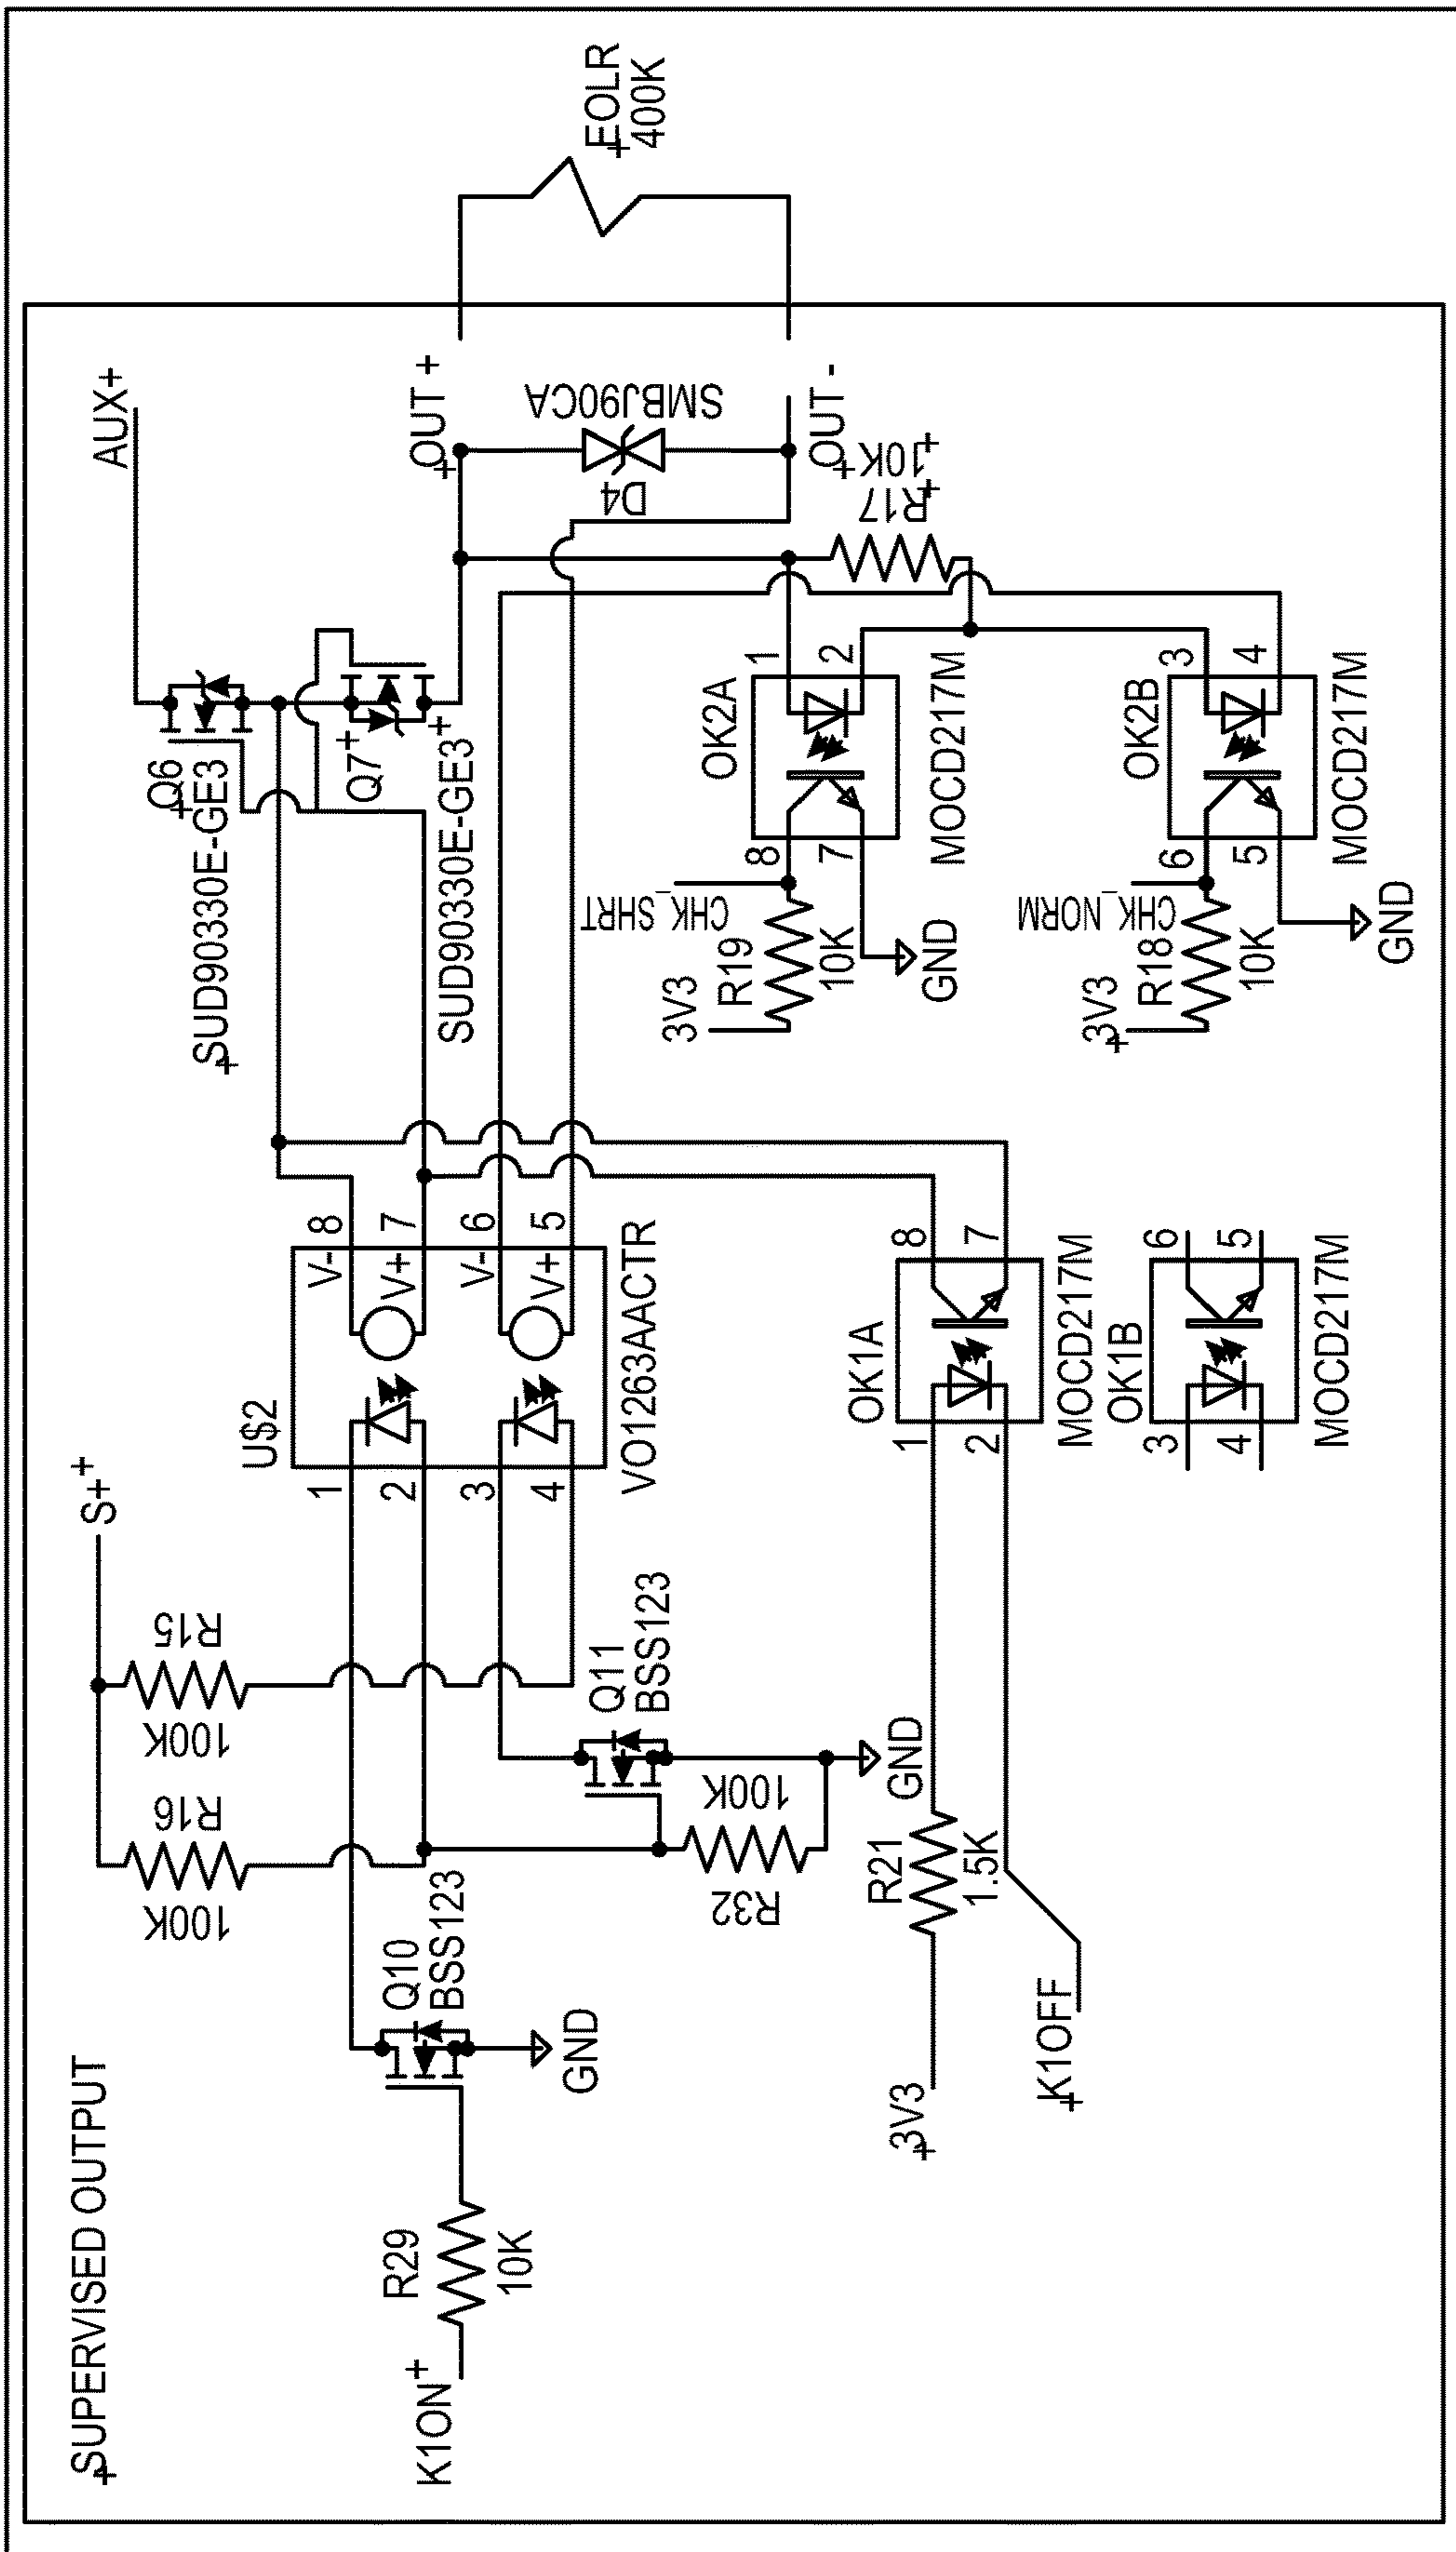 SUPERVISED OUTPUT
S+
AUX+
EOLR
400K
R16
100K
R15
100K
U$2
1
2
3
4
V- 8
V+ 7
V- 6
V+ 5
VO1263AACTR
Q6
SUD90330E-GE3
Q7
SUD90330E-GE3
OUT +
D4
SMBJ90CA
OUT -
K1ON
R29
10K
Q10
BSS123
GND
Q11
BSS123
R32
100K
GND
R17
10K
CHK_SHRT
3V3
R19
10K
OK2A
8
7
1
2
GND
MOCD217M
CHK_NORM
3V3
R18
10K
OK2B
6
5
3
4
GND
MOCD217M
3V3
R21
1.5K
K1OFF
OK1A
1
2
8
7
MOCD217M
OK1B
3
4
6
5
MOCD217M